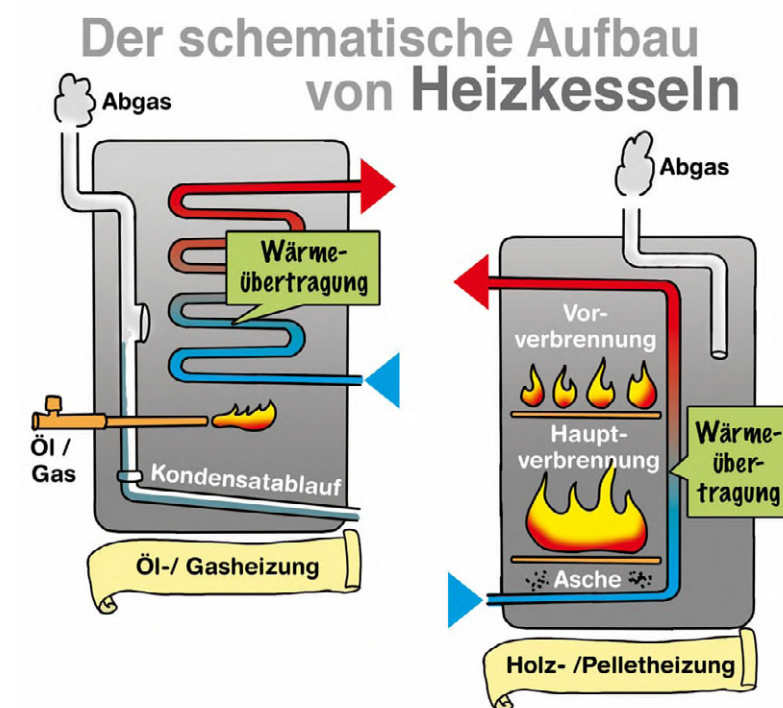 Der schematische Aufbau
von Heizkesseln
Abgas
Wärme-
übertragung
Öl /
Gas
Kondensatablauf
Öl-/ Gasheizung
Abgas
Vor-
verbrennung
Haupt-
verbrennung
Wärme-
über-
tragung
Asche
Holz- /Pelletheizung